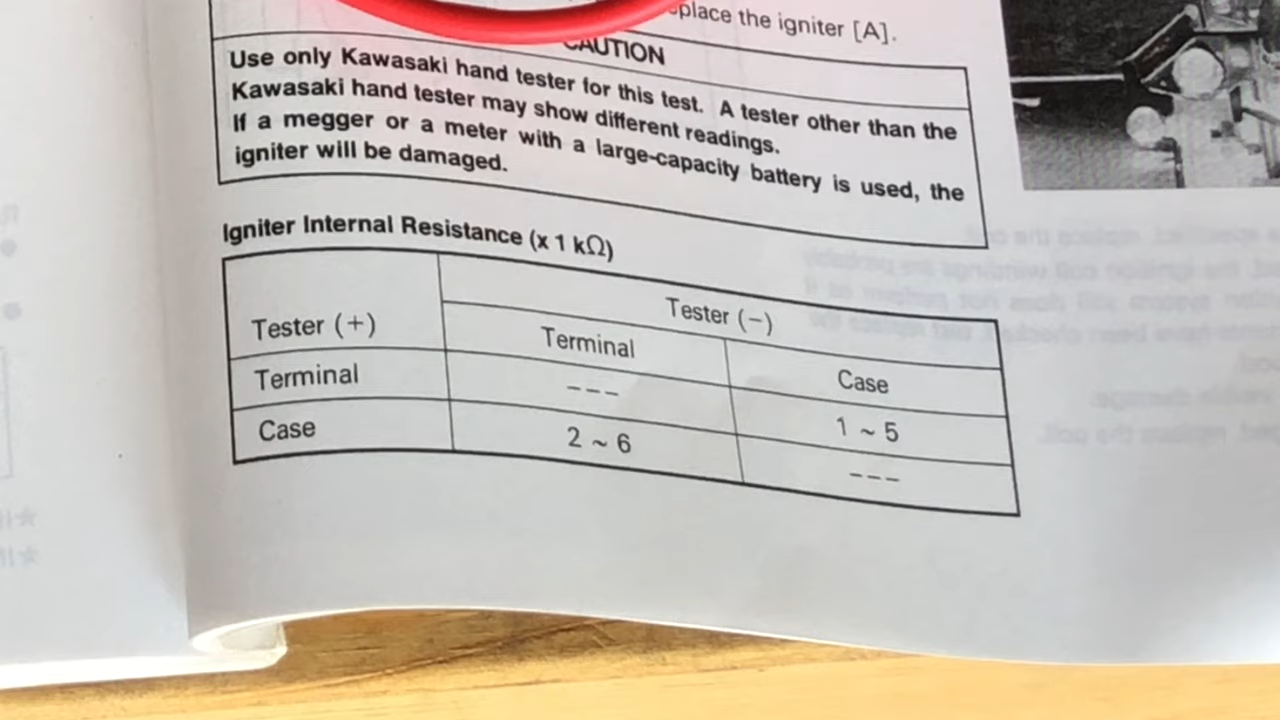 place the igniter [A].
CAUTION
Use only Kawasaki hand tester for this test. A tester other than the
Kawasaki hand tester may show different readings.
If a megger or a meter with a large-capacity battery is used, the
igniter will be damaged.
Igniter Internal Resistance (x 1 kΩ)
Tester (−)
Tester (+)
Terminal
Case
Terminal
---
1 ~ 5
Case
2 ~ 6
---